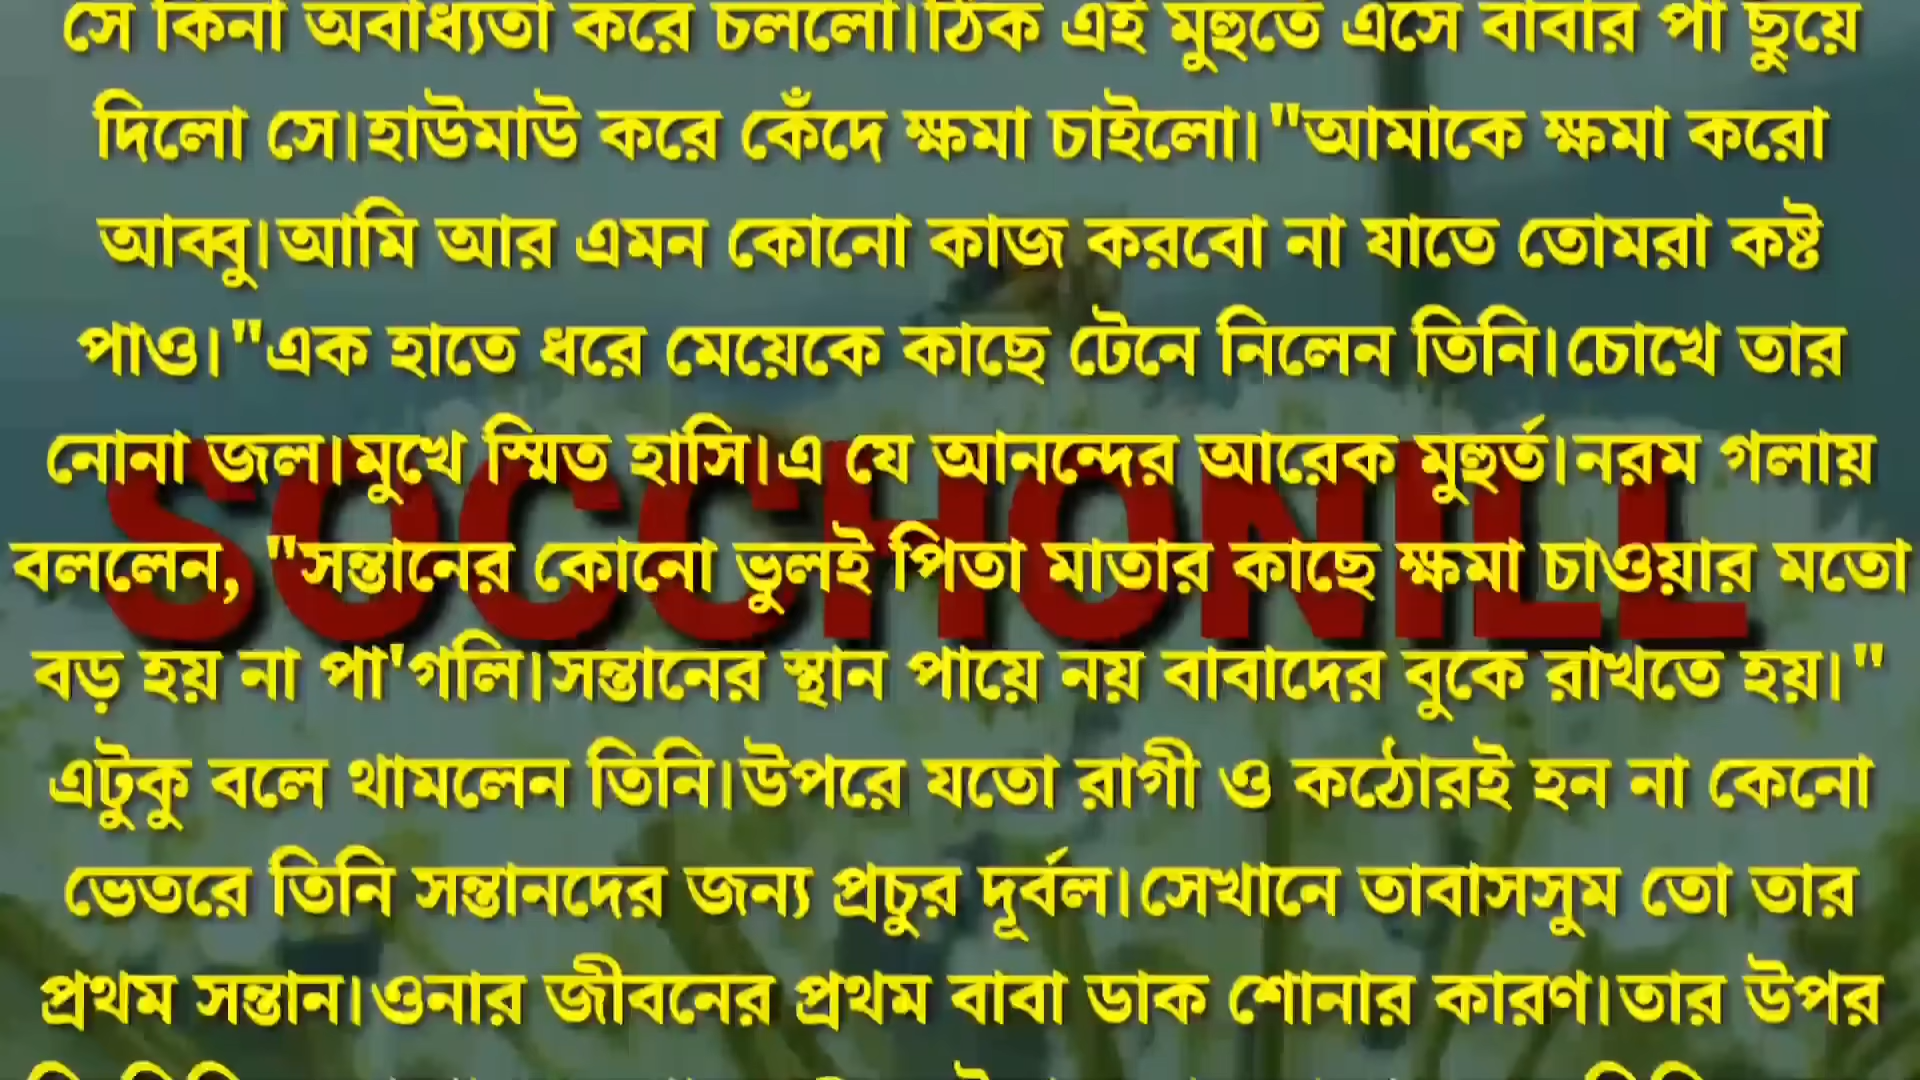 সে কিনা অবাধ্যতা করে চললো।ঠিক এই মুহুর্তে এসে বাবার পা ছুয়ে
দিলো সে।হাউমাউ করে কেঁদে ক্ষমা চাইলো।"আমাকে ক্ষমা করো
আব্বু।আমি আর এমন কোনো কাজ করবো না যাতে তোমরা কষ্ট
পাও।"এক হাতে ধরে মেয়েকে কাছে টেনে নিলেন তিনি।চোখে তার
নোনা জল।মুখে স্মিত হাসি।এ যে আনন্দের আরেক মুহুর্ত।নরম গলায়
SOCCHONILL
বললেন, "সন্তানের কোনো ভুলই পিতা মাতার কাছে ক্ষমা চাওয়ার মতো
বড় হয় না পা'গলি।সন্তানের স্থান পায়ে নয় বাবাদের বুকে রাখতে হয়।"
এটুকু বলে থামলেন তিনি।উপরে যতো রাগী ও কঠোরই হন না কেনো
ভেতরে তিনি সন্তানদের জন্য প্রচুর দূর্বল।সেখানে তাবাসসুম তো তার
প্রথম সন্তান।ওনার জীবনের প্রথম বাবা ডাক শোনার কারণ।তার উপর